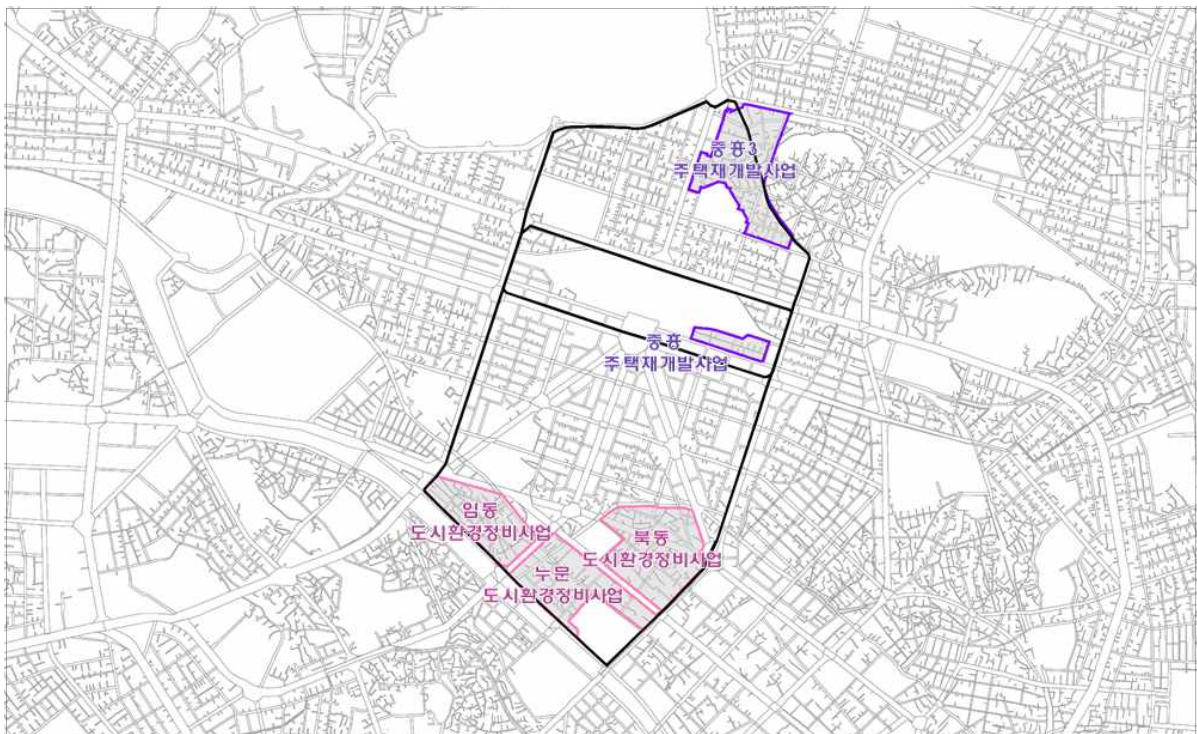 중흥3
주택재개발사업
중흥
주택재개발사업
임동
도시환경정비사업
북동
도시환경정비사업
누문
도시환경정비사업